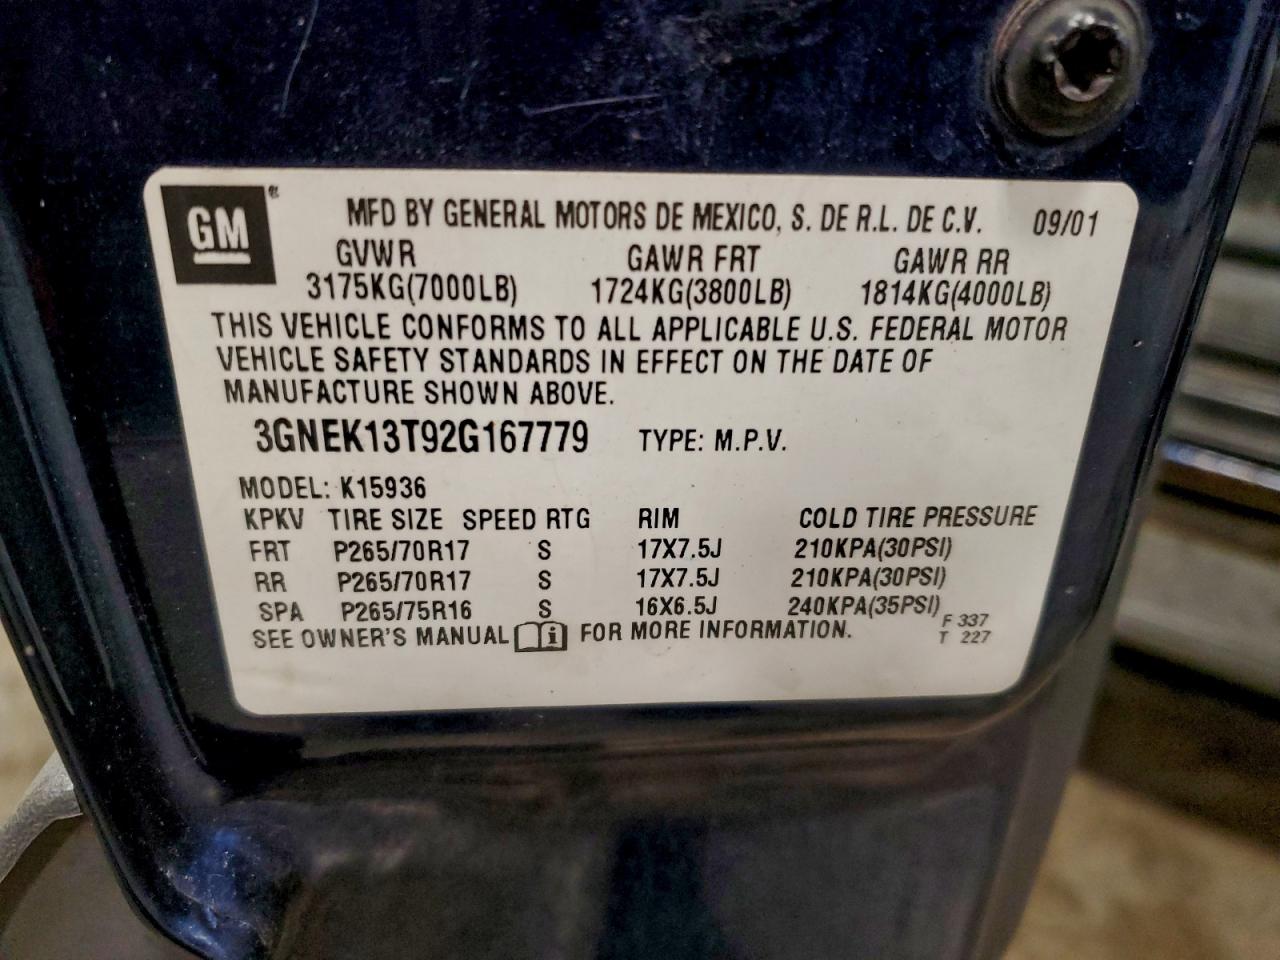 GM ®
MFD BY GENERAL MOTORS DE MEXICO, S. DE R.L. DE C.V. 09/01
GVWR GAWR FRT GAWR RR
3175KG(7000LB) 1724KG(3800LB) 1814KG(4000LB)
THIS VEHICLE CONFORMS TO ALL APPLICABLE U.S. FEDERAL MOTOR
VEHICLE SAFETY STANDARDS IN EFFECT ON THE DATE OF
MANUFACTURE SHOWN ABOVE.
3GNEK13T92G167779 TYPE: M.P.V.
MODEL: K15936
KPKV TIRE SIZE SPEED RTG RIM COLD TIRE PRESSURE
FRT P265/70R17 S 17X7.5J 210KPA(30PSI)
RR P265/70R17 S 17X7.5J 210KPA(30PSI)
SPA P265/75R16 S 16X6.5J 240KPA(35PSI) F 337
SEE OWNER'S MANUAL i FOR MORE INFORMATION. T 227